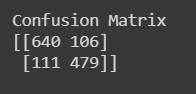 Confusion Matrix
[[640 106]
 [111 479]]